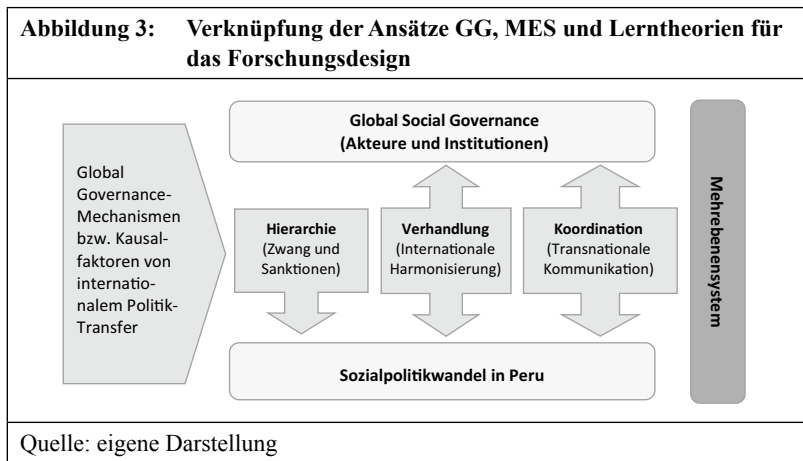 Abbildung 3: Verknüpfung der Ansätze GG, MES und Lerntheorien für
das Forschungsdesign
Global Social Governance
(Akteure und Institutionen)
Global
Governance-
Mechanismen
bzw. Kausal-
faktoren von
internatio-
nalem Politik-
Transfer
Hierarchie
(Zwang und
Sanktionen)
Verhandlung
(Internationale
Harmonisierung)
Koordination
(Transnationale
Kommunikation)
Mehrebenensystem
Sozialpolitikwandel in Peru
Quelle: eigene Darstellung